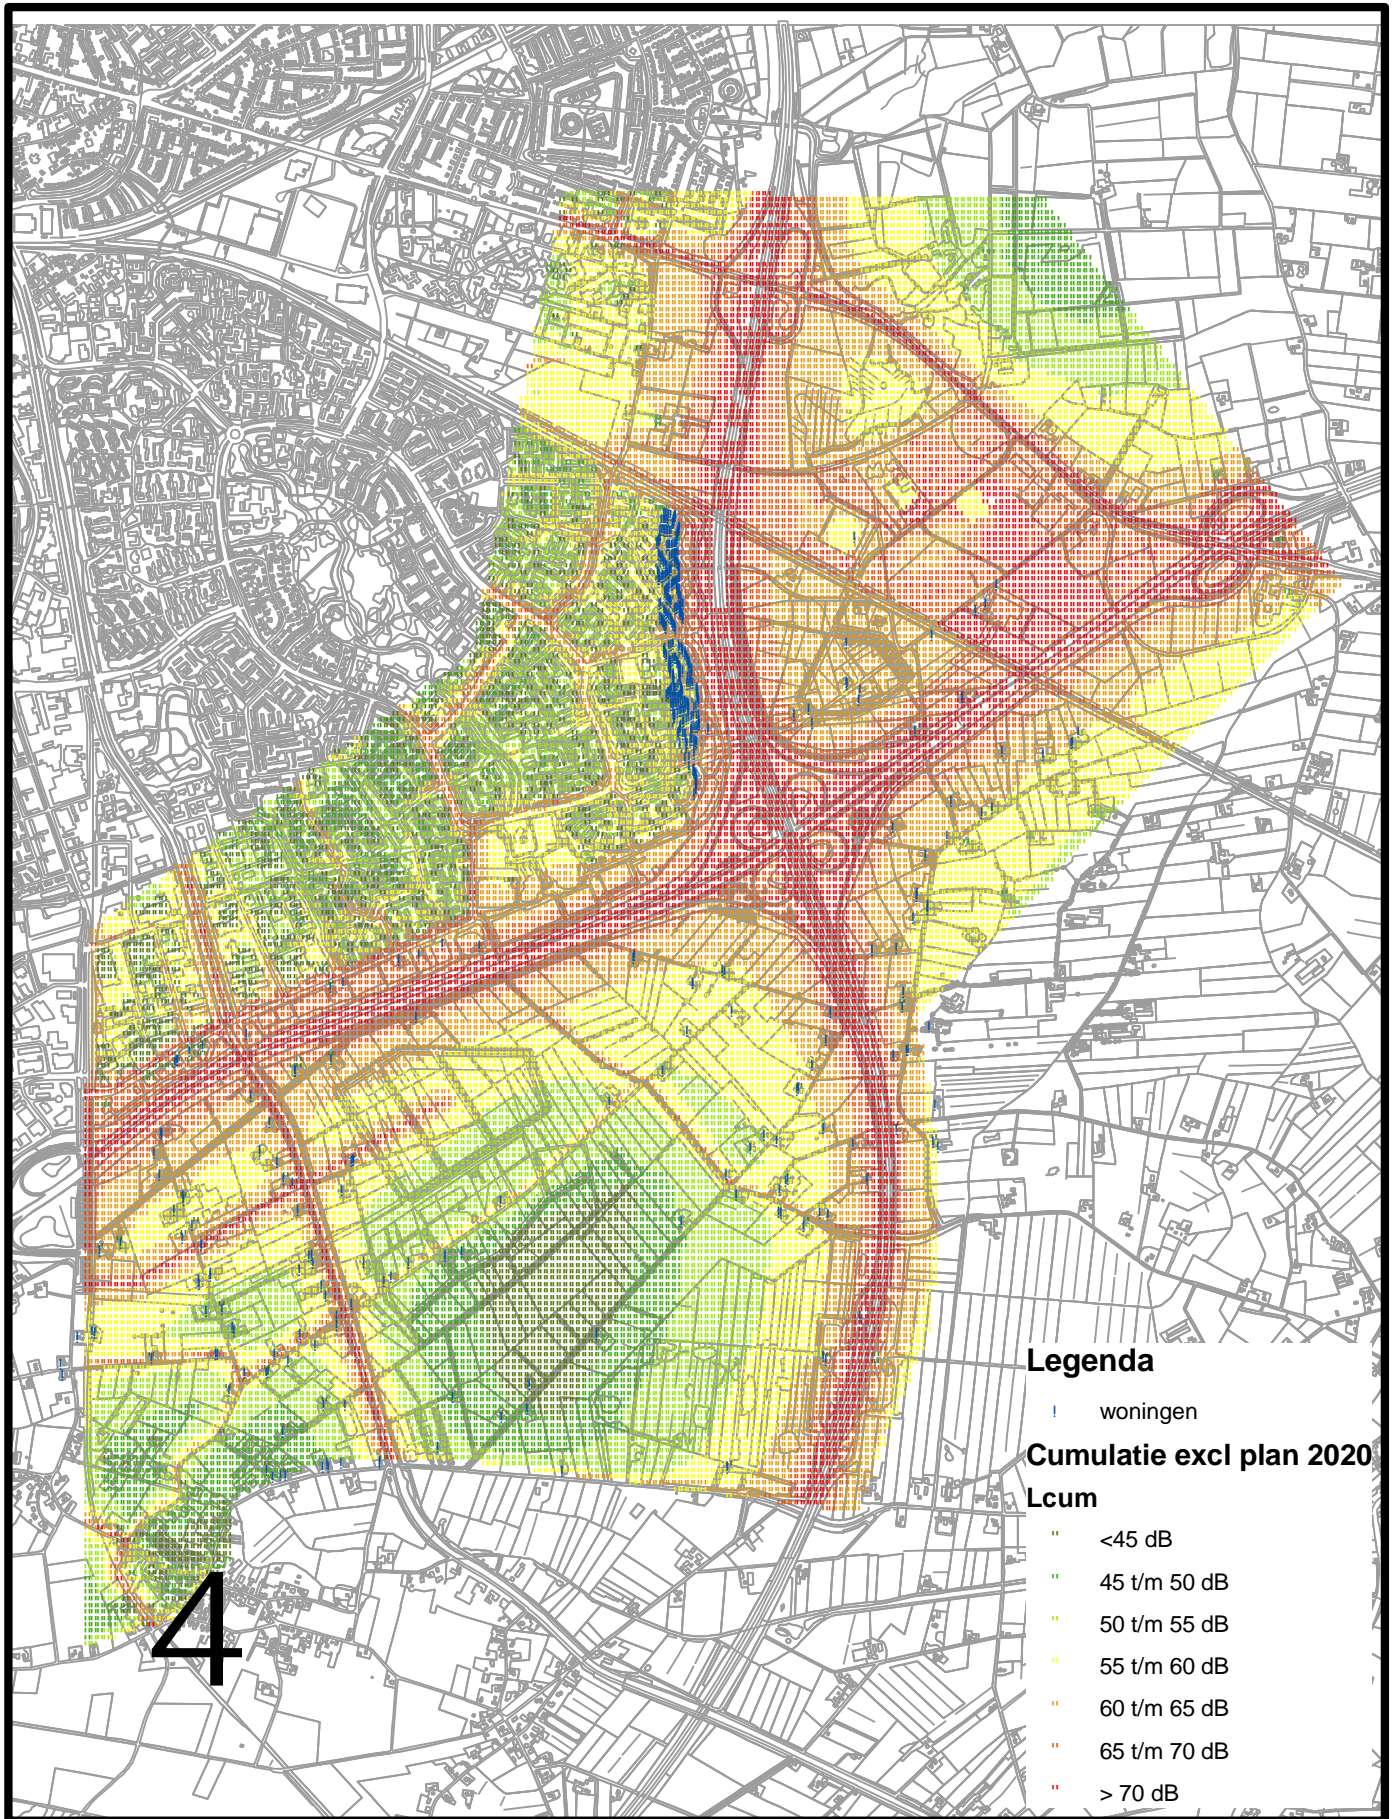 Legenda
! woningen
Cumulatie excl plan 2020
Lcum
" <45 dB
" 45 t/m 50 dB
" 50 t/m 55 dB
" 55 t/m 60 dB
" 60 t/m 65 dB
" 65 t/m 70 dB
" > 70 dB
4